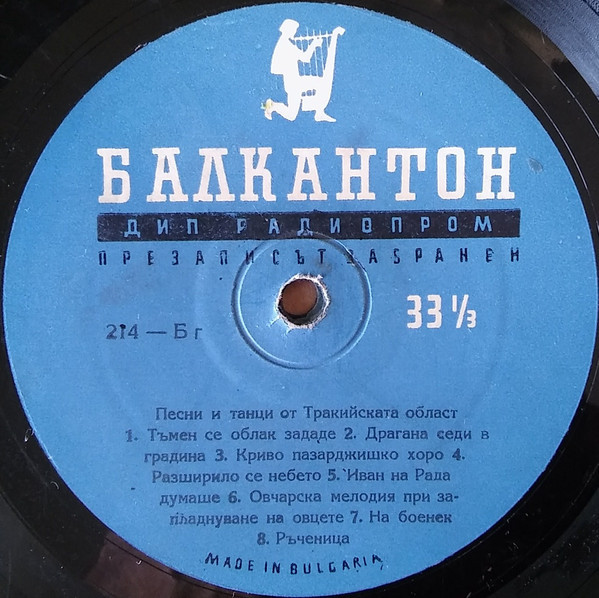 БАЛКАНТОН
ДИП РАДИОПРОМ
ПРЕЗАПИСЪТ ЗАБРАНЕН
33 ⅓
214 — Бг
Песни и танци от Тракийската област
1. Тъмен се облак зададе 2. Драгана седи в
градина 3. Криво пазарджишко хоро 4.
Разширило се небето 5. Иван на Рада
думаше 6. Овчарска мелодия при за-
пладнуване на овцете 7. На боенек
8. Ръченица
MADE IN BULGARIA